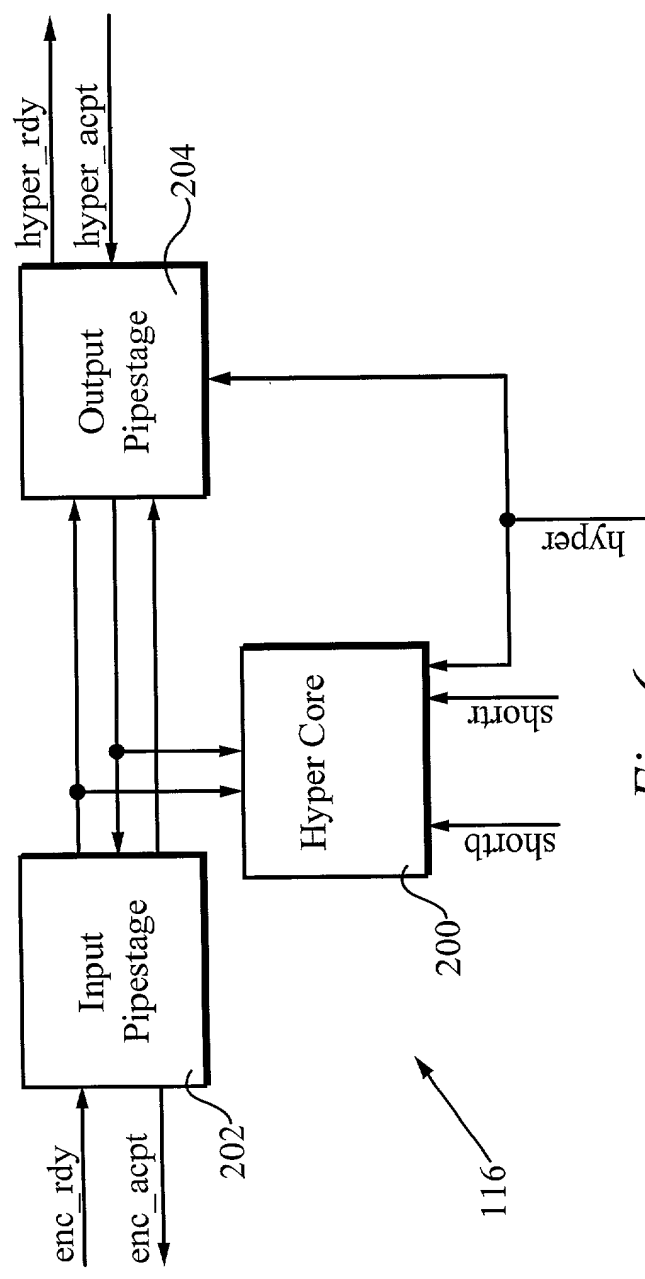 enc_rdy
enc_acpt
Input
Pipestage
202
Output
Pipestage
204
hyper_rdy
hyper_acpt
Hyper Core
200
shortb
shortr
hyper
116